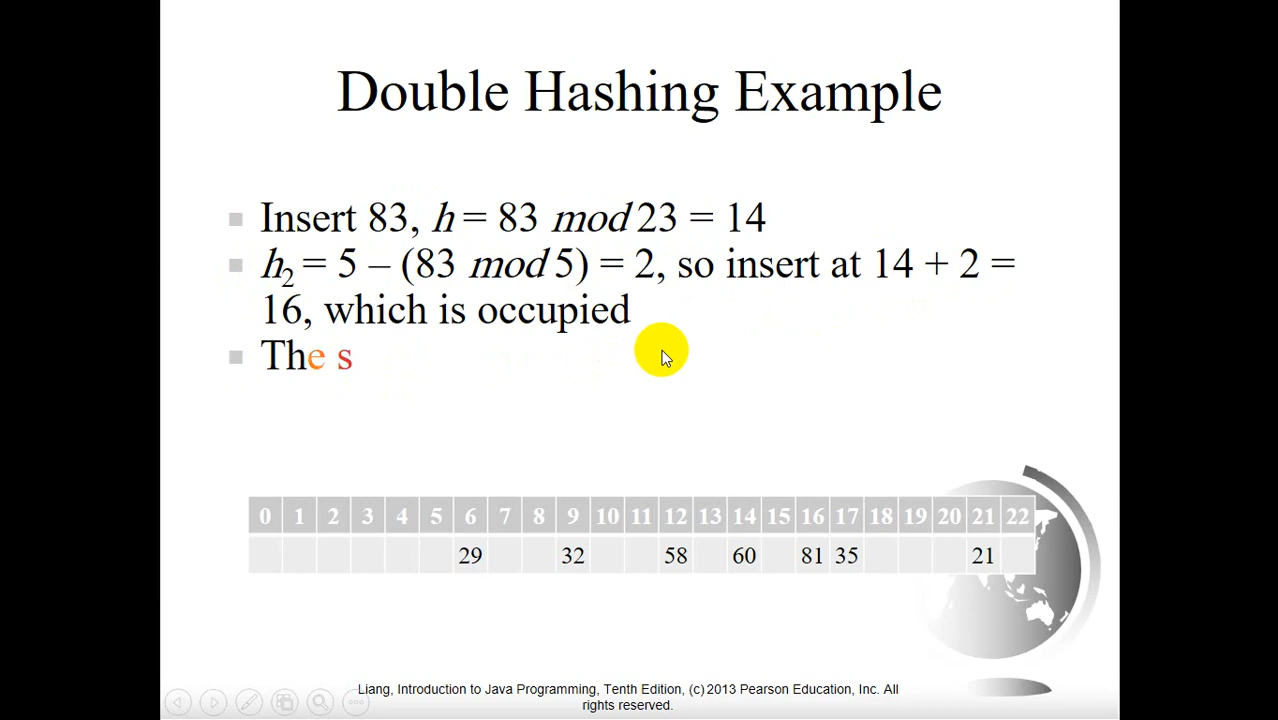 Double Hashing Example
Insert 83, h = 83 mod 23 = 14
h2 = 5 – (83 mod 5) = 2, so insert at 14 + 2 =
16, which is occupied
The s
0 1 2 3 4 5 6 7 8 9 10 11 12 13 14 15 16 17 18 19 20 21 22
29 32 58 60 81 35 21
Liang, Introduction to Java Programming, Tenth Edition, (c) 2013 Pearson Education, Inc. All
rights reserved.